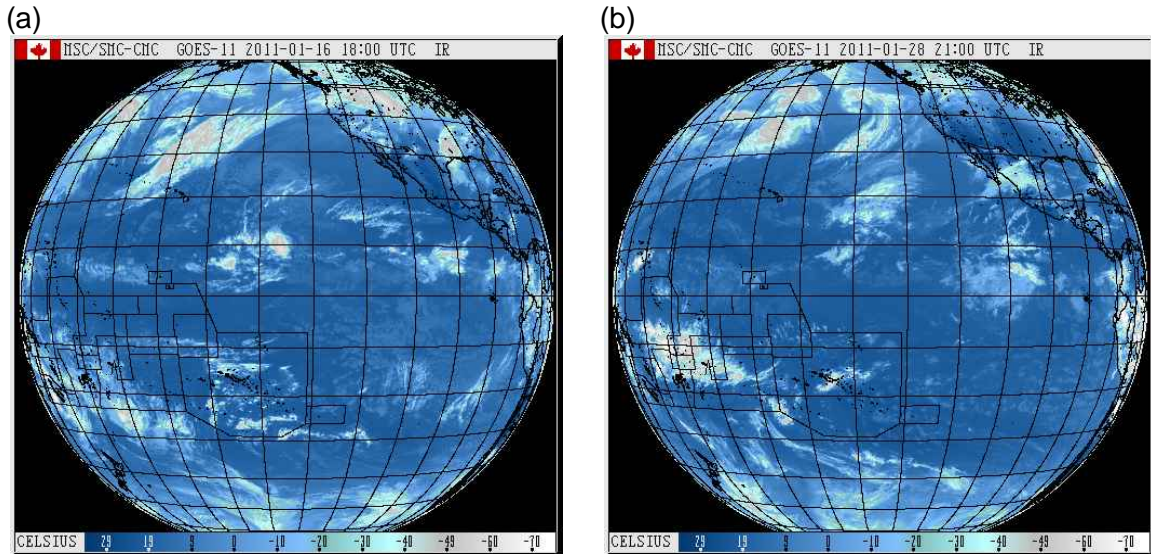 (a)
MSC/SMC-CMC GOES-11 2011-01-16 18:00 UTC IR
CELSIUS 29 19 9 0 -10 -20 -30 -40 -49 -60 -70
(b)
MSC/SMC-CMC GOES-11 2011-01-28 21:00 UTC IR
CELSIUS 29 19 9 0 -10 -20 -30 -40 -49 -60 -70